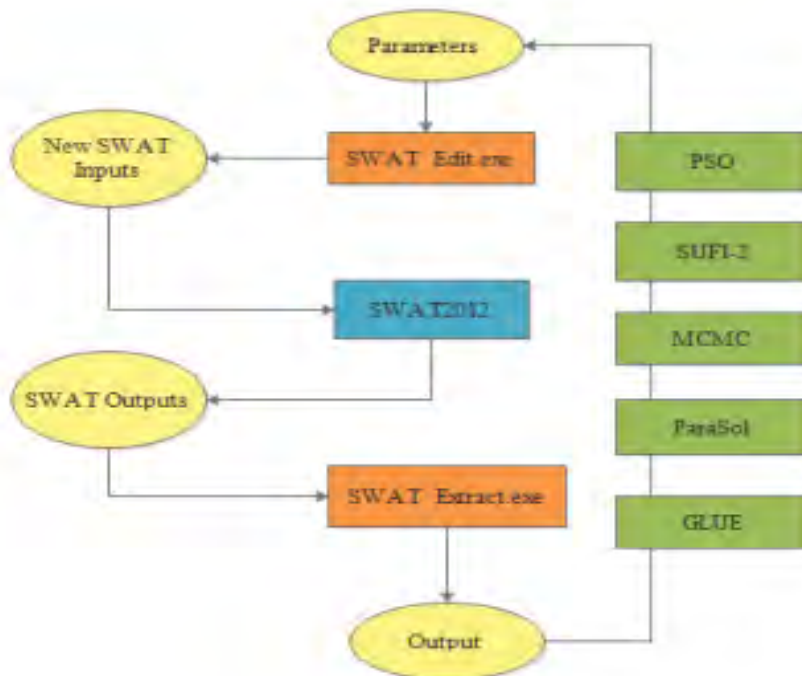 Parameters
New SWAT
Inputs
SWAT Edit.exe
PSO
SUFI-2
SWAT2012
MCMC
SWAT Outputs
ParaSol
SWAT Extract.exe
GLUE
Output